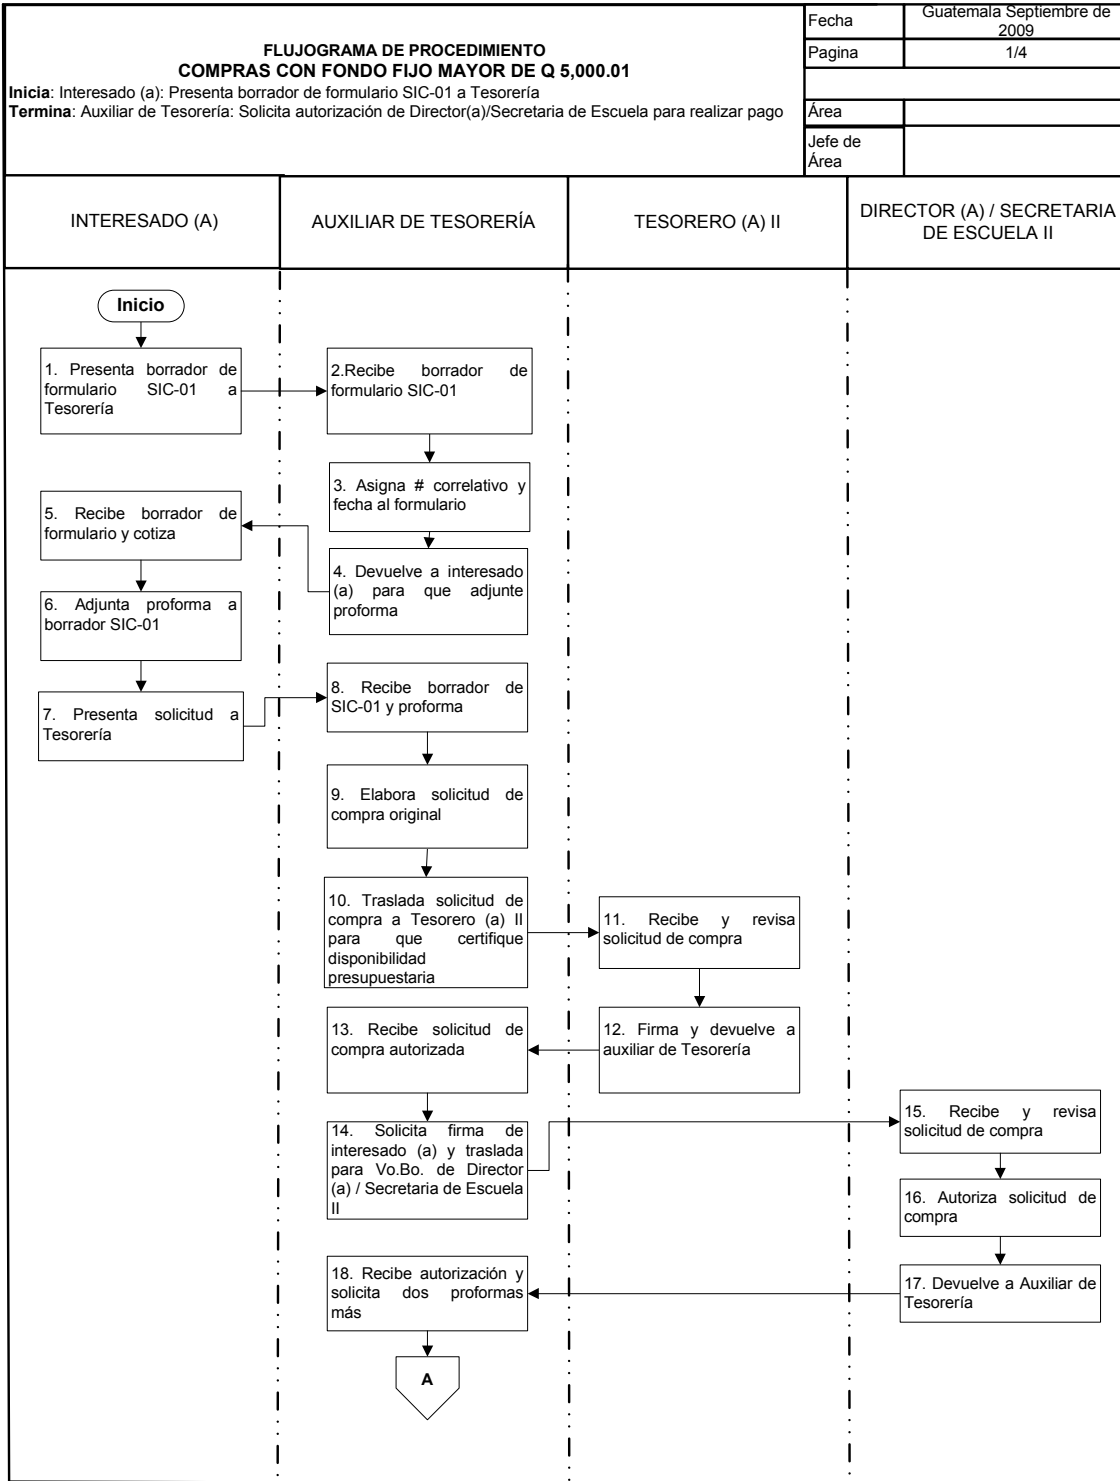 FLUJOGRAMA DE PROCEDIMIENTO
COMPRAS CON FONDO FIJO MAYOR DE Q 5,000.01
Inicia: Interesado (a): Presenta borrador de formulario SIC-01 a Tesorería
Termina: Auxiliar de Tesorería: Solicita autorización de Director(a)/Secretaria de Escuela para realizar pago
Fecha
Guatemala Septiembre de
2009
Pagina
1/4
Área
Jefe de
Área
INTERESADO (A)
AUXILIAR DE TESORERÍA
TESORERO (A) II
DIRECTOR (A) / SECRETARIA
DE ESCUELA II
Inicio
1. Presenta borrador de
formulario SIC-01 a
Tesorería
2.Recibe borrador de
formulario SIC-01
3. Asigna # correlativo y
fecha al formulario
4. Devuelve a interesado
(a) para que adjunte
proforma
5. Recibe borrador de
formulario y cotiza
6. Adjunta proforma a
borrador SIC-01
7. Presenta solicitud a
Tesorería
8. Recibe borrador de
SIC-01 y proforma
9. Elabora solicitud de
compra original
10. Traslada solicitud de
compra a Tesorero (a) II
para que certifique
disponibilidad
presupuestaria
11. Recibe y revisa
solicitud de compra
12. Firma y devuelve a
auxiliar de Tesorería
13. Recibe solicitud de
compra autorizada
14. Solicita firma de
interesado (a) y traslada
para Vo.Bo. de Director
(a) / Secretaria de Escuela
II
15. Recibe y revisa
solicitud de compra
16. Autoriza solicitud de
compra
17. Devuelve a Auxiliar de
Tesorería
18. Recibe autorización y
solicita dos proformas
más
A